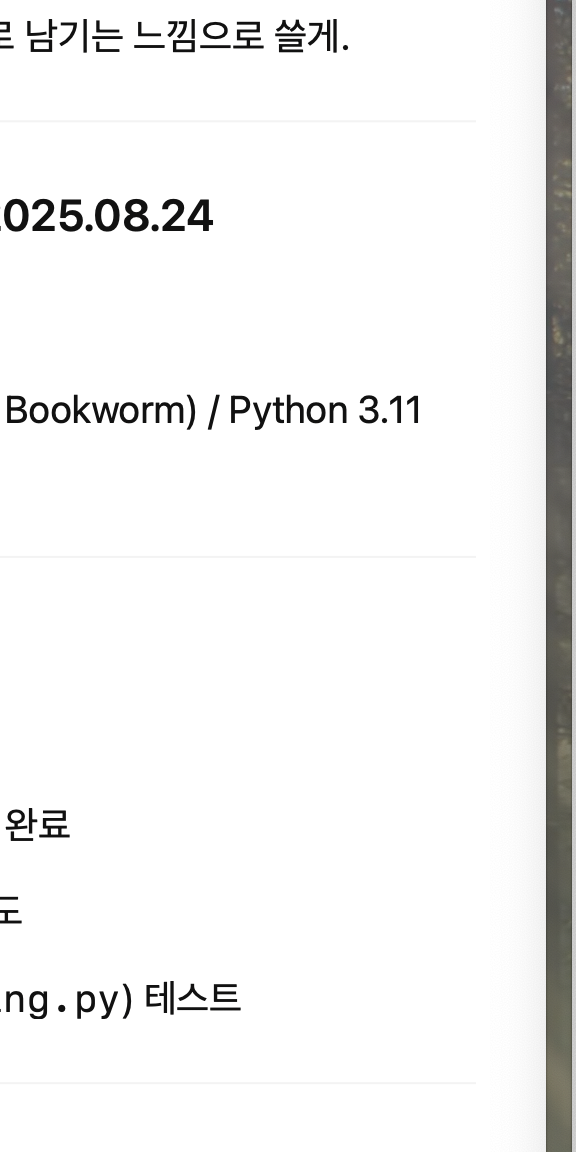 로 남기는 느낌으로 쓸게.
2025.08.24
Bookworm) / Python 3.11
완료
도
ing.py) 테스트